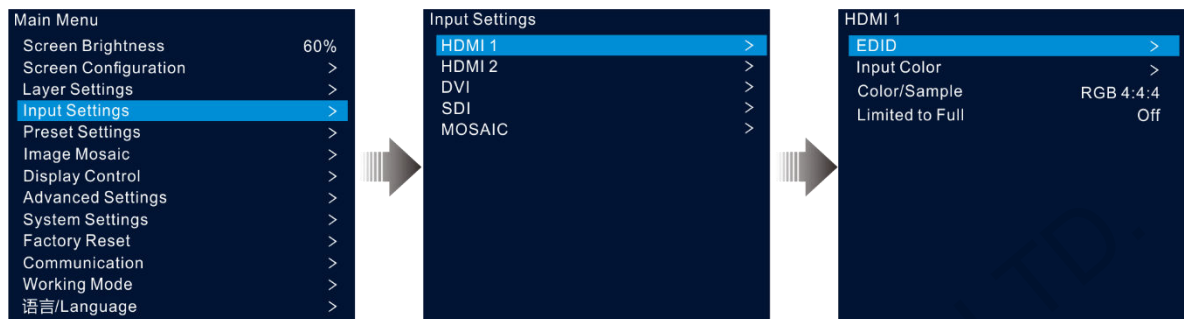 Main Menu
Screen Brightness 60%
Screen Configuration >
Layer Settings >
Input Settings >
Preset Settings >
Image Mosaic >
Display Control >
Advanced Settings >
System Settings >
Factory Reset >
Communication >
Working Mode >
语言/Language >
Input Settings
HDMI 1 >
HDMI 2 >
DVI >
SDI >
MOSAIC >
HDMI 1
EDID >
Input Color >
Color/Sample RGB 4:4:4
Limited to Full Off
LTD.